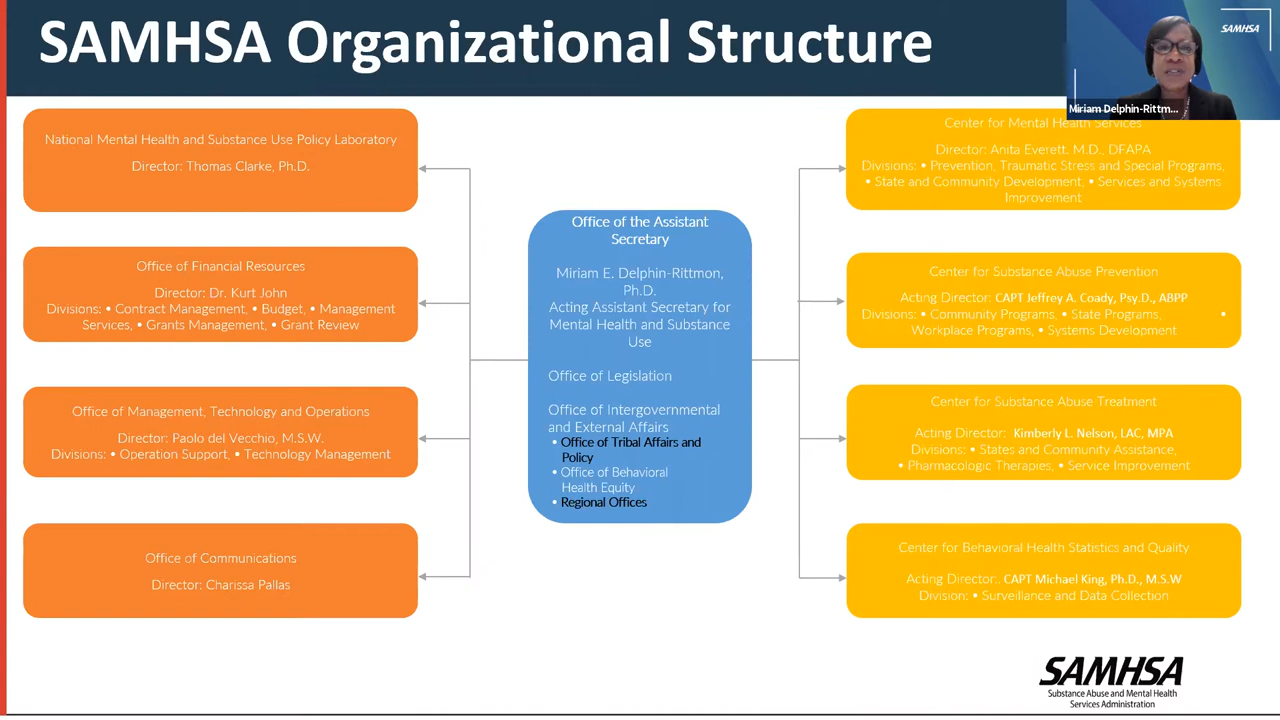 SAMHSA Organizational Structure
SAMHSA
Miriam Delphin-Rittm...
National Mental Health and Substance Use Policy Laboratory
Director: Thomas Clarke, Ph.D.
Office of Financial Resources
Director: Dr. Kurt John
Divisions: • Contract Management, • Budget, • Management
Services, • Grants Management, • Grant Review
Office of Management, Technology and Operations
Director: Paolo del Vecchio, M.S.W.
Divisions: • Operation Support, • Technology Management
Office of Communications
Director: Charissa Pallas
Office of the Assistant
Secretary
Miriam E. Delphin-Rittmon,
Ph.D.
Acting Assistant Secretary for
Mental Health and Substance
Use
Office of Legislation
Office of Intergovernmental
and External Affairs
• Office of Tribal Affairs and
Policy
• Office of Behavioral
Health Equity
• Regional Offices
Center for Mental Health Services
Director: Anita Everett. M.D., DFAPA
Divisions: • Prevention, Traumatic Stress and Special Programs,
• State and Community Development, • Services and Systems
Improvement
Center for Substance Abuse Prevention
Acting Director: CAPT Jeffrey A. Coady, Psy.D., ABPP
Divisions: • Community Programs, • State Programs, •
Workplace Programs, • Systems Development
Center for Substance Abuse Treatment
Acting Director: Kimberly L. Nelson, LAC, MPA
Divisions: • States and Community Assistance,
• Pharmacologic Therapies, • Service Improvement
Center for Behavioral Health Statistics and Quality
Acting Director:. CAPT Michael King, Ph.D., M.S.W
Division: • Surveillance and Data Collection
SAMHSA
Substance Abuse and Mental Health
Services Administration